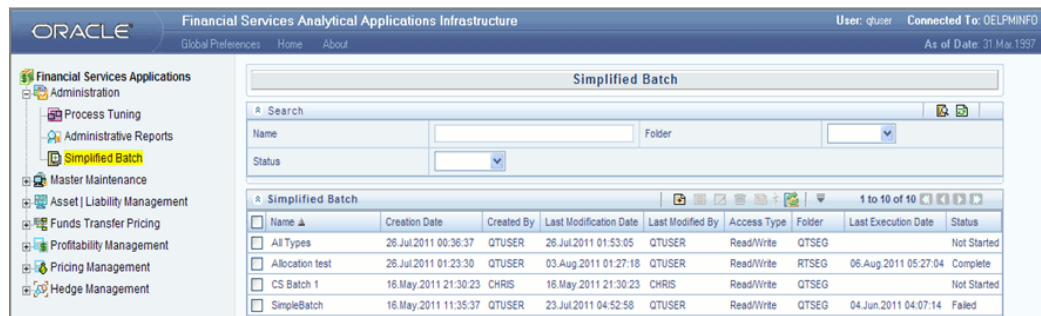 ORACLE
Financial Services Analytical Applications Infrastructure
User: qtuser Connected To: OELPMINFO
Global Preferences Home About
As of Date: 31.Mar.1997
Financial Services Applications
Administration
Process Tuning
Administrative Reports
Simplified Batch
Master Maintenance
Asset | Liability Management
Funds Transfer Pricing
Profitability Management
Pricing Management
Hedge Management
Simplified Batch
Search
Name Folder
Status
Simplified Batch 1 to 10 of 10
Name Creation Date Created By Last Modification Date Last Modified By Access Type Folder Last Execution Date Status
All Types 26.Jul.2011 00:36:37 QTUSER 26.Jul.2011 01:53:05 QTUSER Read/Write QTSEG Not Started
Allocation test 26.Jul.2011 01:23:30 QTUSER 03.Aug.2011 01:27:18 QTUSER Read/Write RTSEG 06.Aug.2011 05:27:04 Complete
CS Batch 1 16.May.2011 21:30:23 CHRIS 16.May.2011 21:30:23 CHRIS Read/Write QTSEG Not Started
SimpleBatch 16.May.2011 11:35:37 QTUSER 23.Jul.2011 04:52:58 QTUSER Read/Write QTSEG 04.Jun.2011 04:07:14 Failed